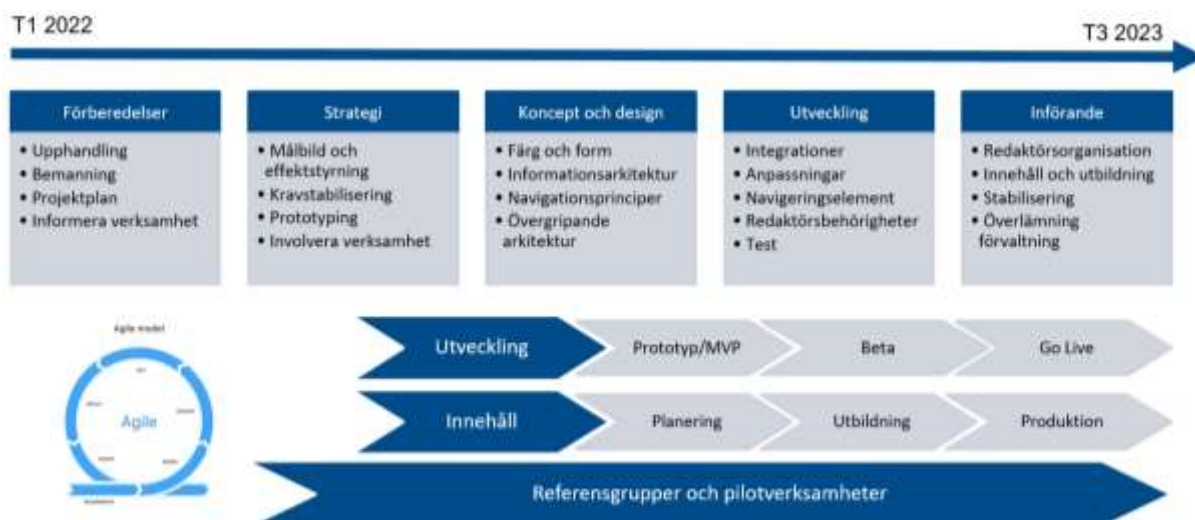 T1 2022
T3 2023
Förberedelser
• Upphandling
• Bemanning
• Projektplan
• Informera verksamhet
Strategi
• Målbild och
effektstyrning
• Kravstabilisering
• Prototyping
• Involvera verksamhet
Koncept och design
• Färg och form
• Informationsarkitektur
• Navigationsprinciper
• Övergripande
arkitektur
Utveckling
• Integrationer
• Anpassningar
• Navigeringselement
• Redaktörsbehörigheter
• Test
Införande
• Redaktörsorganisation
• Innehåll och utbildning
• Stabilisering
• Överlämning
förvaltning
Agile model
Agile
Utveckling
Prototyp/MVP
Beta
Go Live
Innehåll
Planering
Utbildning
Produktion
Referensgrupper och pilotverksamheter